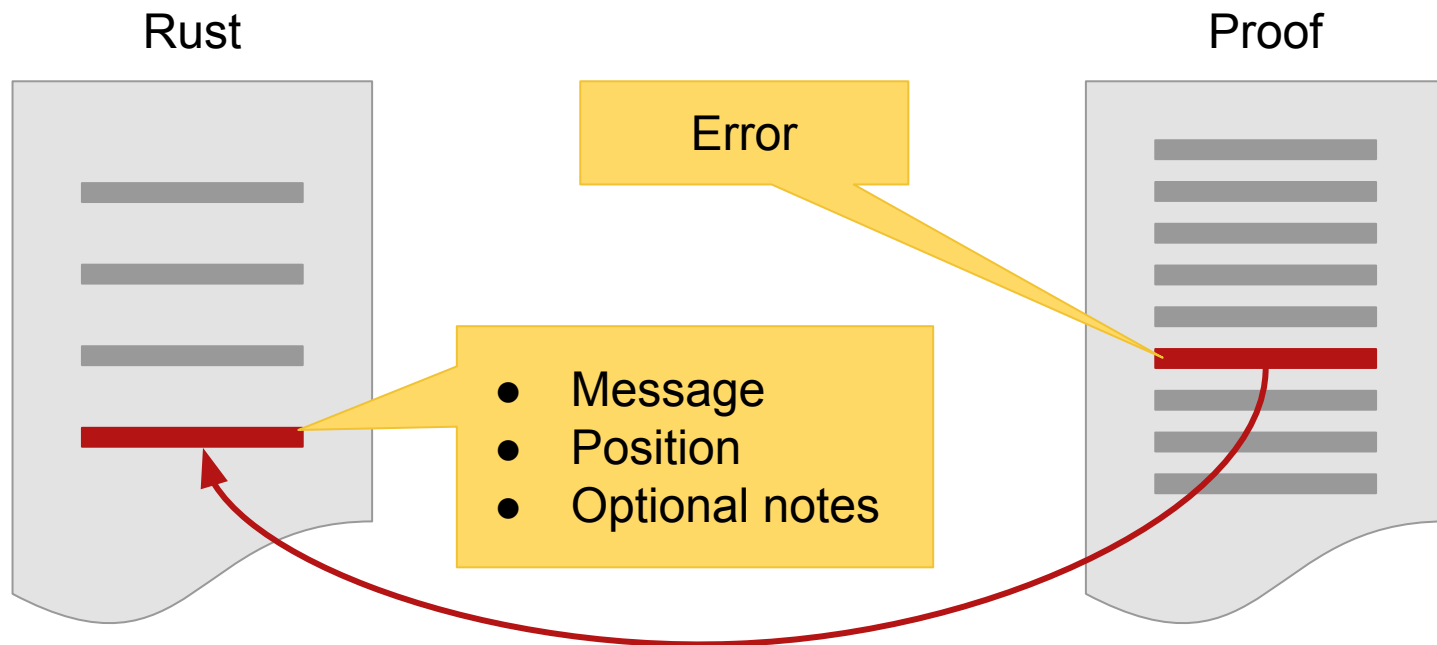 Rust
Proof
Error
● Message
● Position
● Optional notes